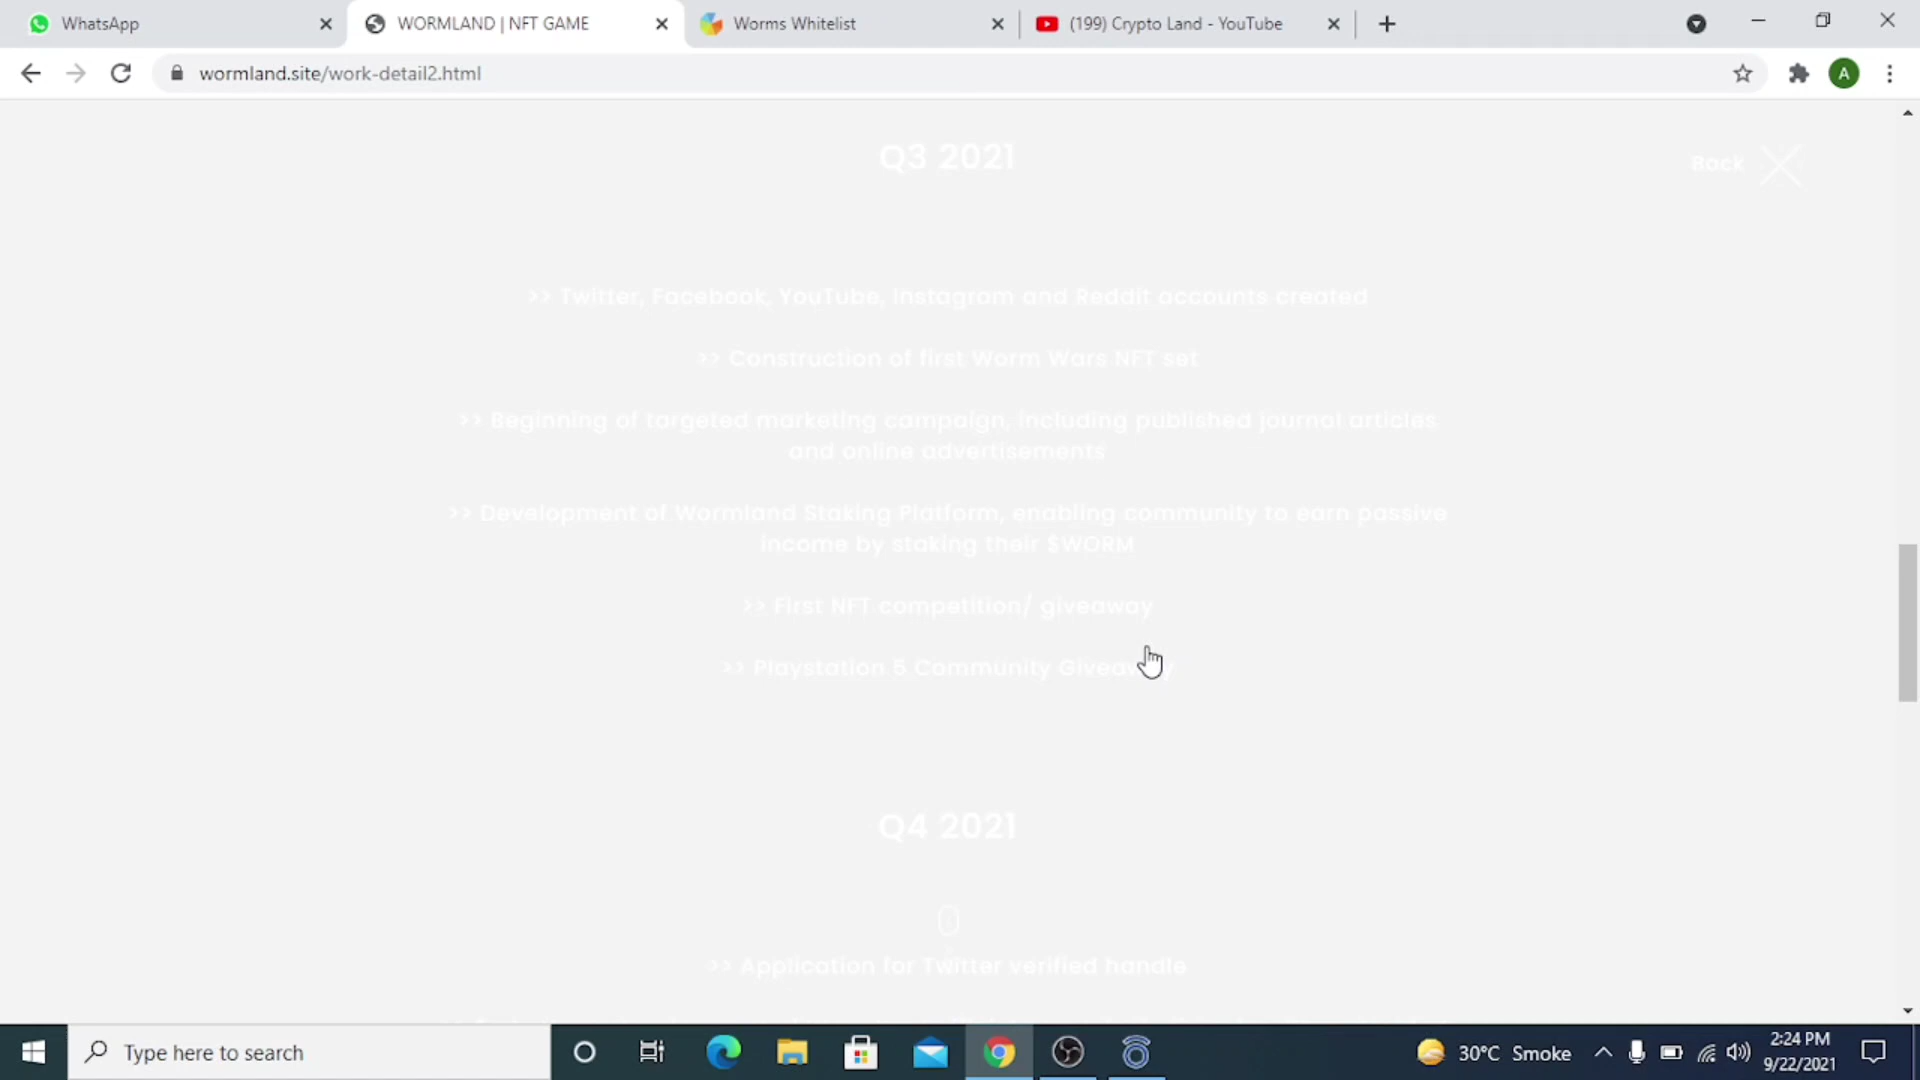 WhatsApp
WORMLAND | NFT GAME
Worms Whitelist
(199) Crypto Land - YouTube
A
wormland.site/work-detail2.html
Q3 2021
Back
>> Twitter, Facebook, YouTube, Instagram and Reddit accounts created
>> Construction of first Worm Wars NFT set
>> Beginning of targeted marketing campaign, including published journal articles
and online advertisements
>> Development of Wormland Staking Platform, enabling community to earn passive
income by staking their $WORM
>> First NFT competition/ giveaway
>> Playstation 5 Community Giveaway
Q4 2021
>> Application for Twitter verified handle
Type here to search
30°C Smoke
2:24 PM
9/22/2021